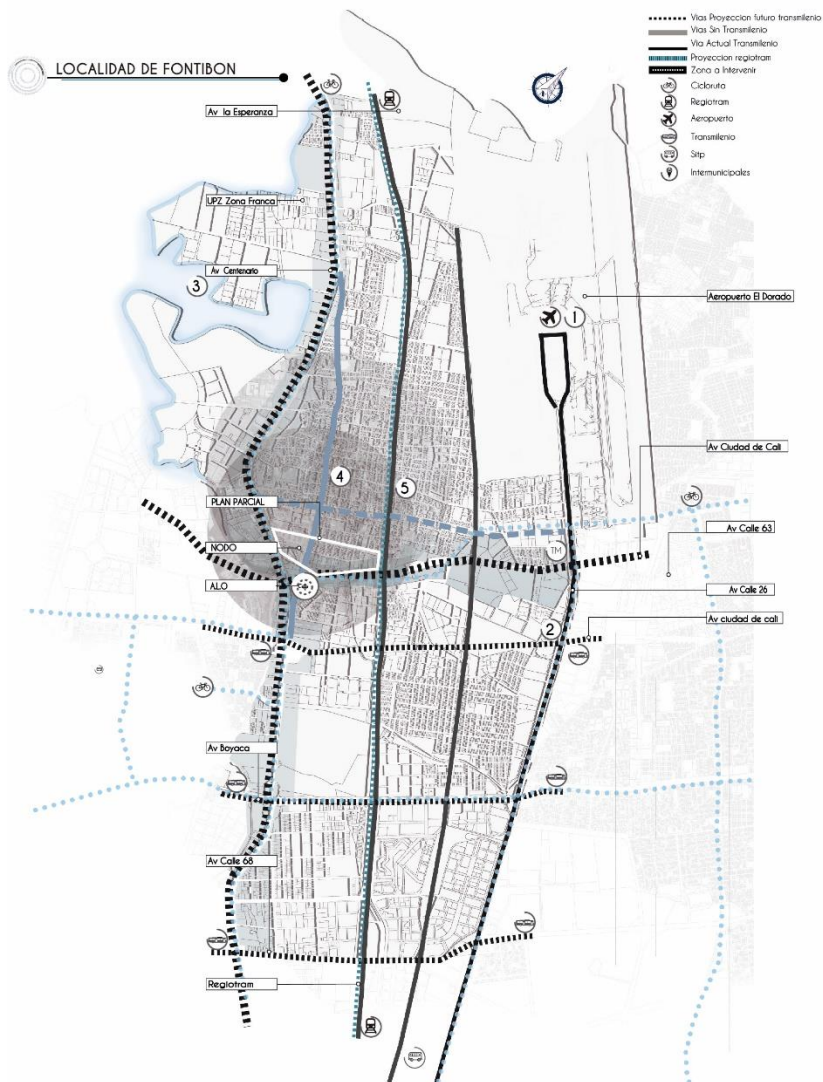 LOCALIDAD DE FONTIBON
Vias Proyeccion futuro transmilenio
Vias Sin Transmilenio
Via Actual Transmilenio
Proyeccion regiotram
Zona a Intervenir
Cicloruta
Regiotram
Aeropuerto
Transmilenio
Sitp
Intermunicipales
Av la Esperanza
UPZ Zona Franca
Av Centenario
3
Aeropuerto El Dorado
1
Av Ciudad de Cali
4
5
PLAN PARCIAL
Av Calle 63
NODO
TM
ALO
Av Calle 26
Av ciudad de cali
2
Av Boyaca
Av Calle 68
Regiotram